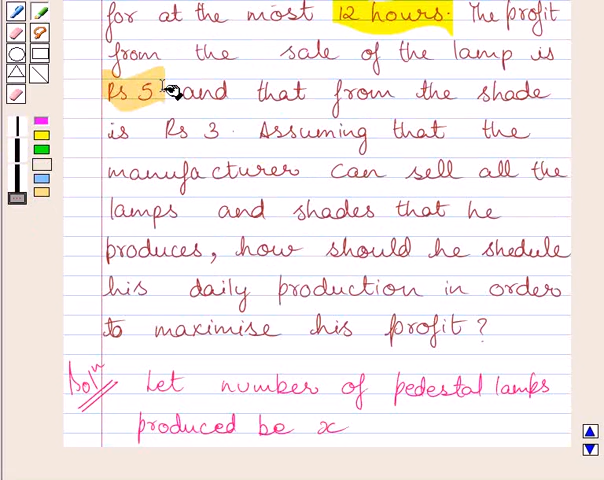 for at the most 12 hours. The profit
from the sale of the lamp is
Rs 5 and that from the shade
is Rs 3. Assuming that the
manufacturer can sell all the
lamps and shades that he
produces, how should he shedule
his daily production in order
to maximise his profit?
Solⁿ Let number of pedestal lamps
produced be x